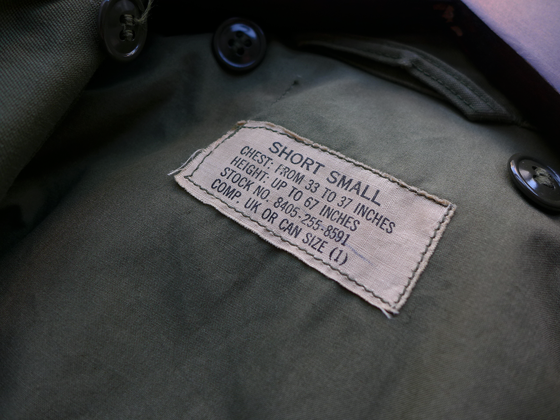 SHORT SMALL
CHEST: FROM 33 TO 37 INCHES
HEIGHT: UP TO 67 INCHES
STOCK NO. 8405-255-8591
COMP. UK OR CAN SIZE (1)